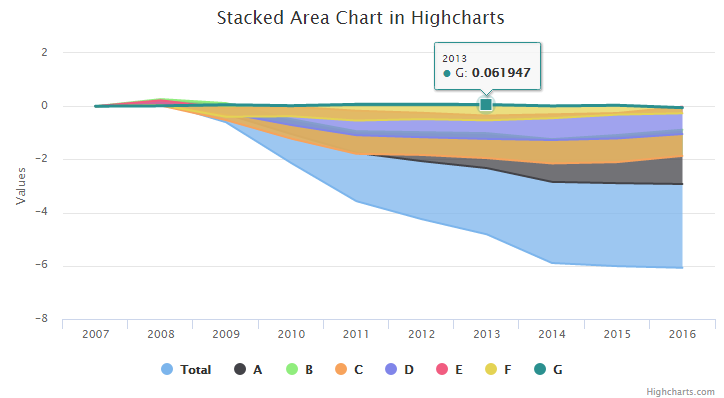 Stacked Area Chart in Highcharts
2
2013
● G: 0.061947
0
−2
−4
−6
−8
Values
2007 2008 2009 2010 2011 2012 2013 2014 2015 2016
Total A B C D E F G
Highcharts.com